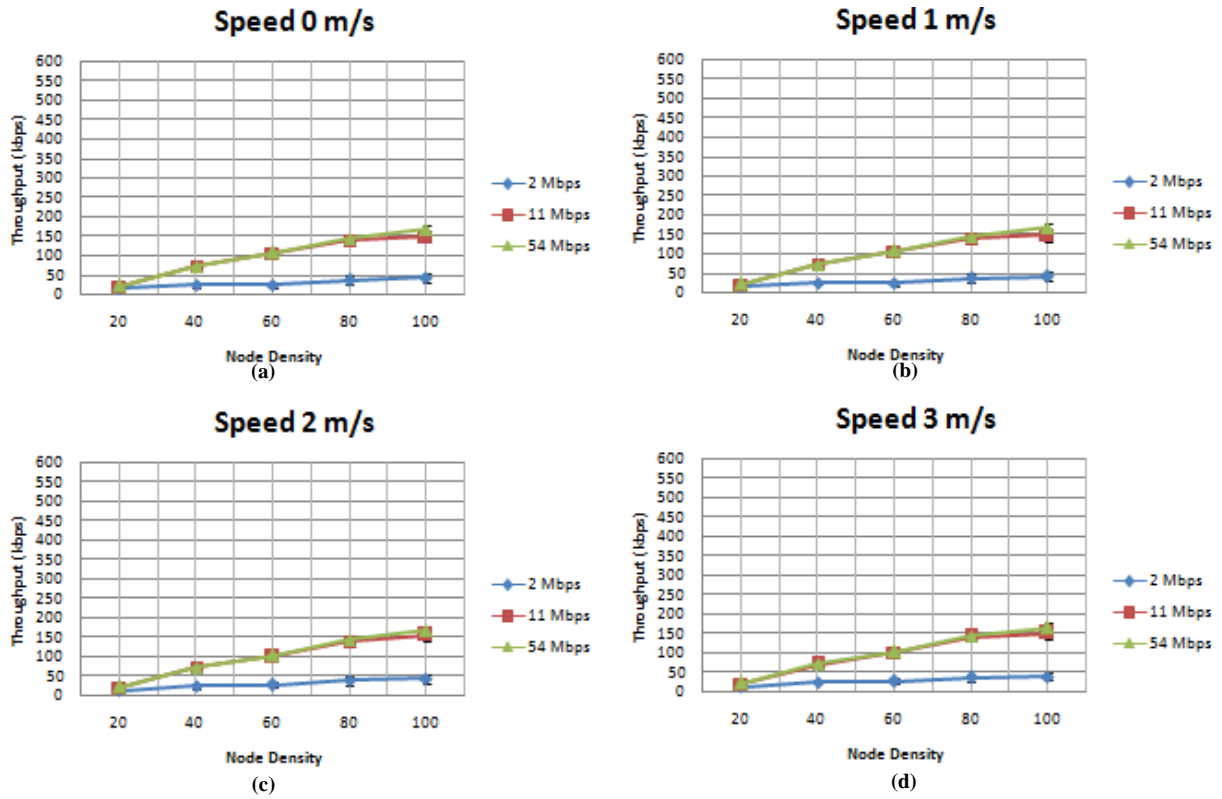 Speed 0 m/s
600
550
500
450
400
350
300
250
200
150
100
50
0
Throughput (kbps)
20 40 60 80 100
Node Density
2 Mbps
11 Mbps
54 Mbps
(a)
Speed 1 m/s
600
550
500
450
400
350
300
250
200
150
100
50
0
Throughput (kbps)
20 40 60 80 100
Node Density
2 Mbps
11 Mbps
54 Mbps
(b)
Speed 2 m/s
600
550
500
450
400
350
300
250
200
150
100
50
0
Throughput (kbps)
20 40 60 80 100
Node Density
2 Mbps
11 Mbps
54 Mbps
(c)
Speed 3 m/s
600
550
500
450
400
350
300
250
200
150
100
50
0
Throughput (kbps)
20 40 60 80 100
Node Density
2 Mbps
11 Mbps
54 Mbps
(d)